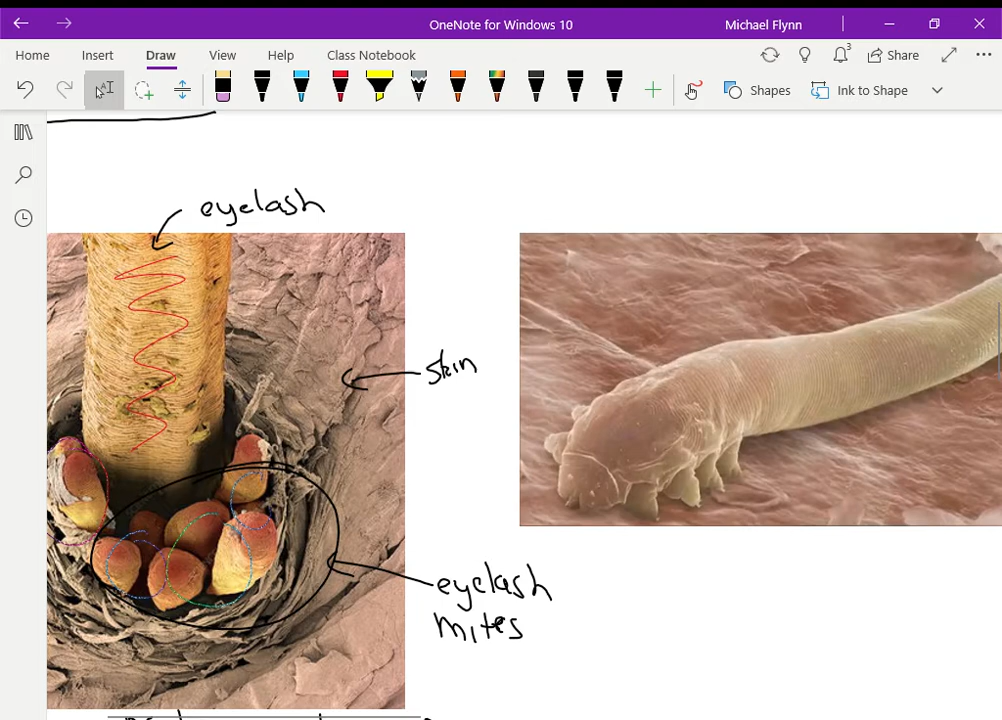 OneNote for Windows 10
Michael Flynn
Home Insert Draw View Help Class Notebook
3
Share
Shapes
Ink to Shape
eyelash
skin
eyelash
mites